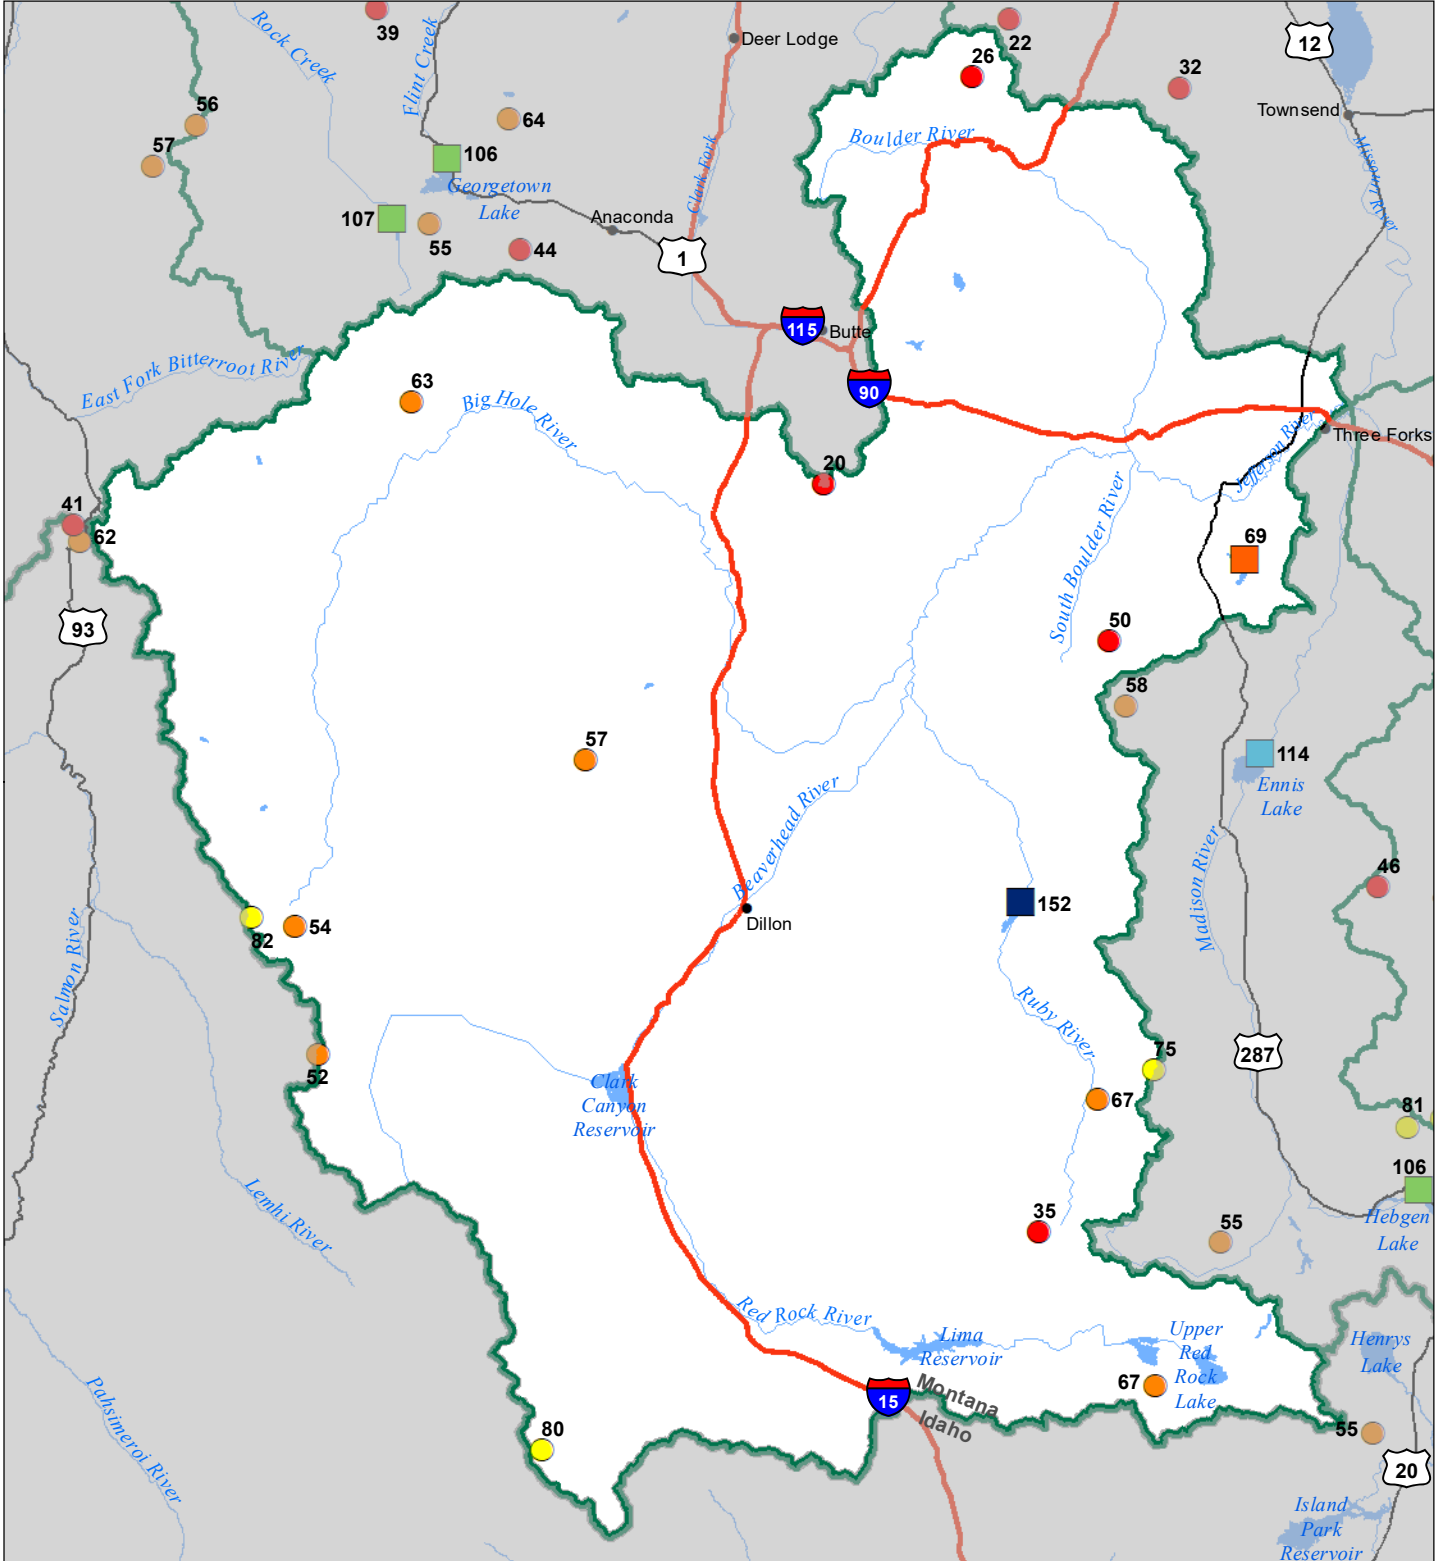 39
Rock Creek
Flint Creek
Deer Lodge
22
26
12
32
Townsend
56
57
64
106
Georgetown
Lake
107
55
44
Anaconda
Clark Fork
1
Boulder River
Missouri River
115
Butte
90
East Fork Bitterroot River
63
Big Hole River
20
Three Forks
Jefferson River
41
62
93
South Boulder River
69
50
58
57
114
Ennis
Lake
Beaverhead River
Madison River
46
82
54
Dillon
152
Salmon River
Ruby River
52
Clark
Canyon
Reservoir
75
67
287
81
106
Hebgen
Lake
Lemhi River
35
55
Red Rock River
Lima
Reservoir
Upper
Red
Rock
Lake
Henrys
Lake
67
15
Montana
Idaho
Pahsimeroi River
80
55
20
Island
Park
Reservoir